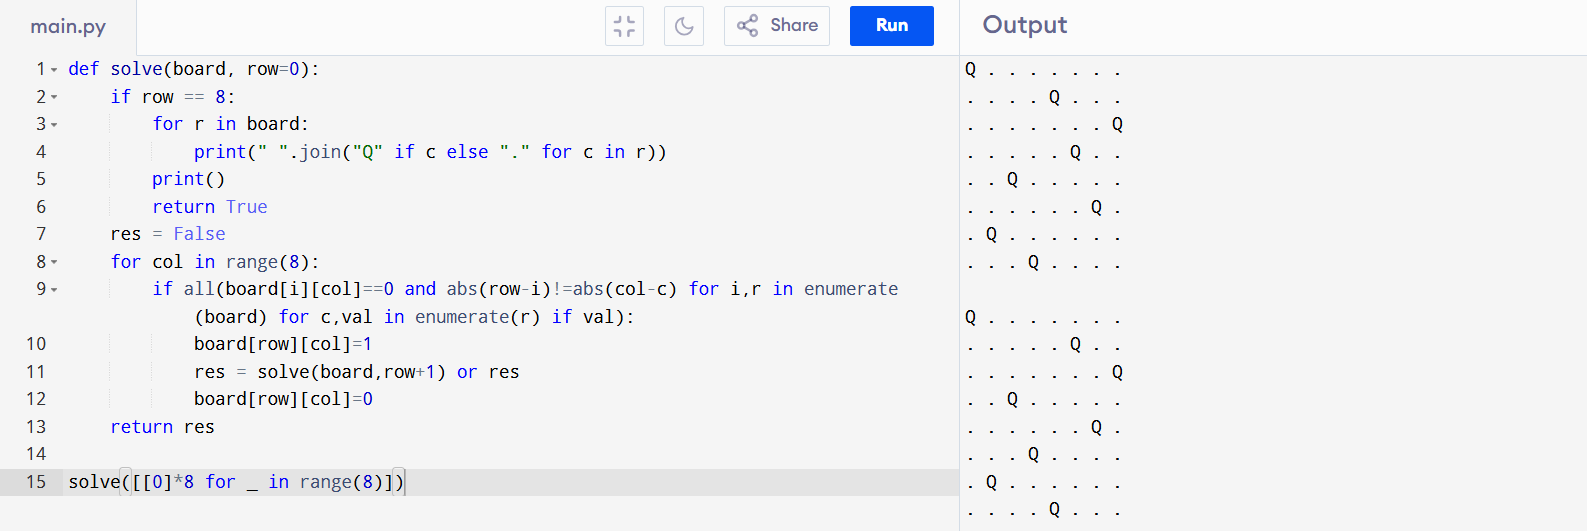 main.py
Share
Run
Output
1 def solve(board, row=0):
2     if row == 8:
3         for r in board:
4             print(" ".join("Q" if c else "." for c in r))
5         print()
6         return True
7     res = False
8     for col in range(8):
9         if all(board[i][col]==0 and abs(row-i)!=abs(col-c) for i,r in enumerate
            (board) for c,val in enumerate(r) if val):
10            board[row][col]=1
11            res = solve(board,row+1) or res
12            board[row][col]=0
13    return res
14
15 solve([[0]*8 for _ in range(8)])
Q . . . . . . .
. . . . Q . . .
. . . . . . . Q
. . . . . Q . .
. . Q . . . . .
. . . . . . Q .
. Q . . . . . .
. . . Q . . . .

Q . . . . . . .
. . . . . Q . .
. . . . . . . Q
. . Q . . . . .
. . . . . . Q .
. . . Q . . . .
. Q . . . . . .
. . . . Q . . .